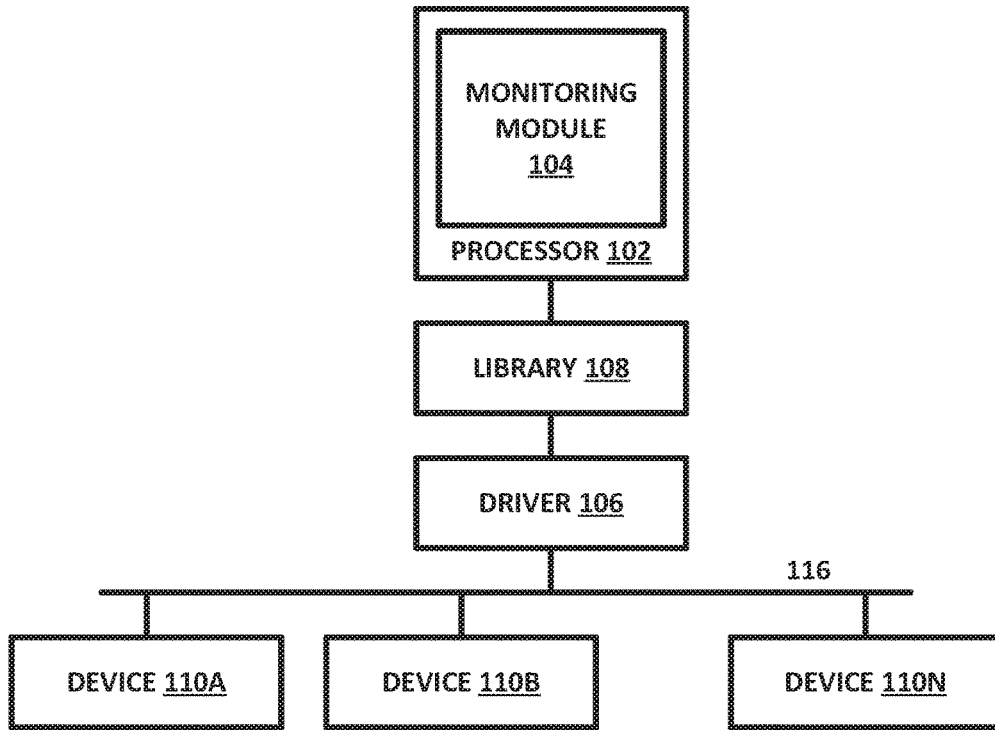 MONITORING
MODULE
104
PROCESSOR 102
LIBRARY 108
DRIVER 106
116
DEVICE 110A
DEVICE 110B
DEVICE 110N